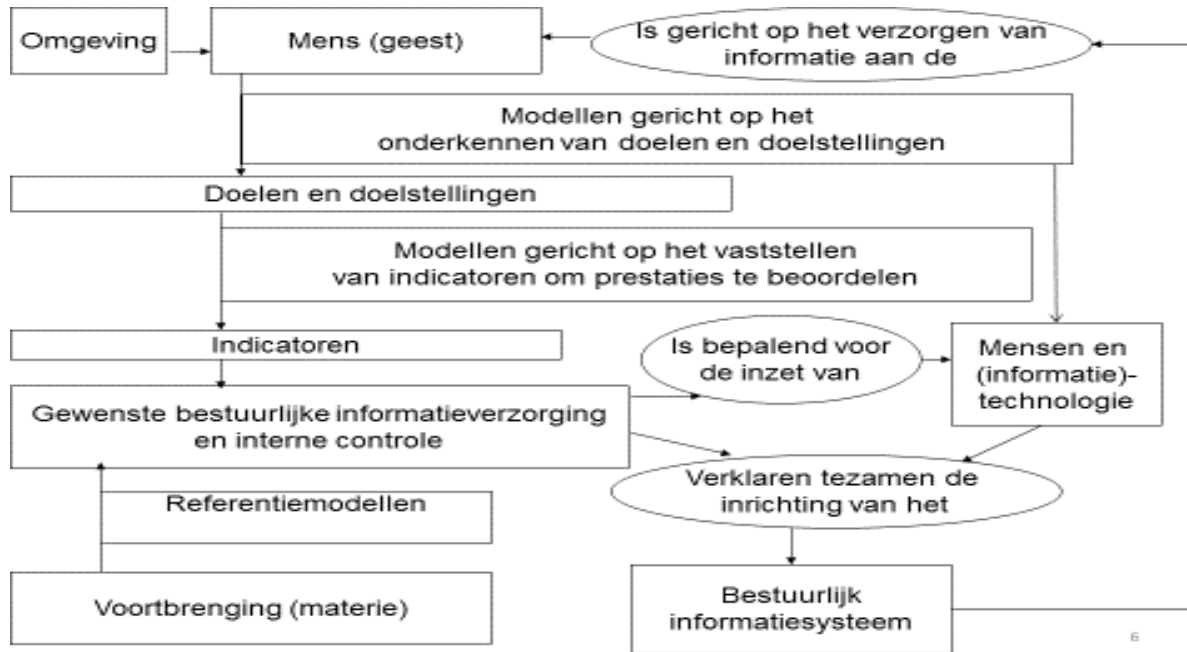 Omgeving
Mens (geest)
Is gericht op het verzorgen van
informatie aan de
Modellen gericht op het
onderkennen van doelen en doelstellingen
Doelen en doelstellingen
Modellen gericht op het vaststellen
van indicatoren om prestaties te beoordelen
Indicatoren
Is bepalend voor
de inzet van
Mensen en
(informatie)-
technologie
Gewenste bestuurlijke informatieverzorging
en interne controle
Verklaren tezamen de
inrichting van het
Referentiemodellen
Voortbrenging (materie)
Bestuurlijk
informatiesysteem
6